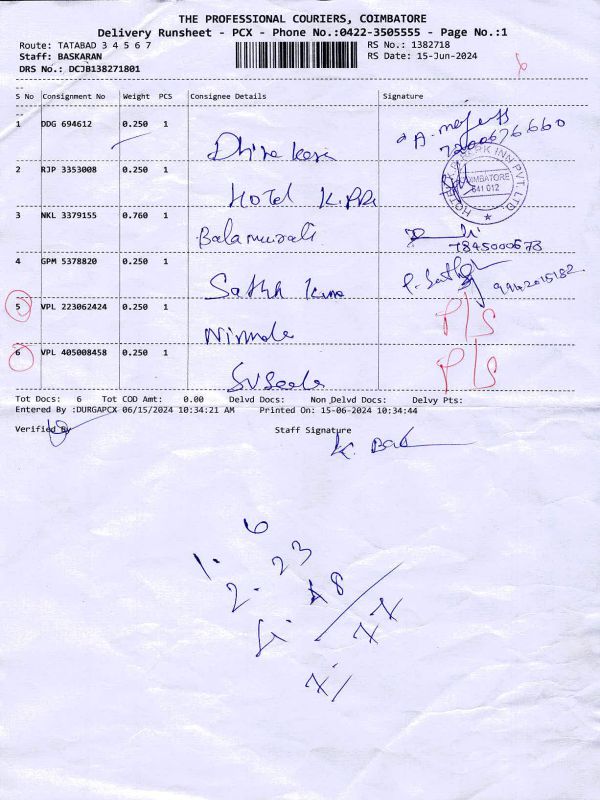 THE PROFESSIONAL COURIERS, COIMBATORE
Delivery Runsheet - PCX - Phone No.:0422-3505555 - Page No.:1
Route: TATABAD 3 4 5 6 7
RS No.: 1382718
Staff: BASKARAN
RS Date: 15-Jun-2024
DRS No.: DCJB138271801
S No Consignment No Weight PCS Consignee Details Signature
1 DDG 694612 0.250 1
2 RJP 3353008 0.250 1 Hotel
COIMBATORE
641 012
3 NKL 3379155 0.760 1 Balamurali
7845000673
4 GPM 5378820 0.250 1 9942015182
5 VPL 223062424 0.250 1 P/S
6 VPL 405008458 0.250 1 P/S
Tot Docs: 6 Tot COD Amt: 0.00 Delvd Docs: Non Delvd Docs: Delvy Pts:
Entered By :DURGAPCX 06/15/2024 10:34:21 AM Printed On: 15-06-2024 10:34:44
Verified By
Staff Signature
1. 6
2. 23
48
77